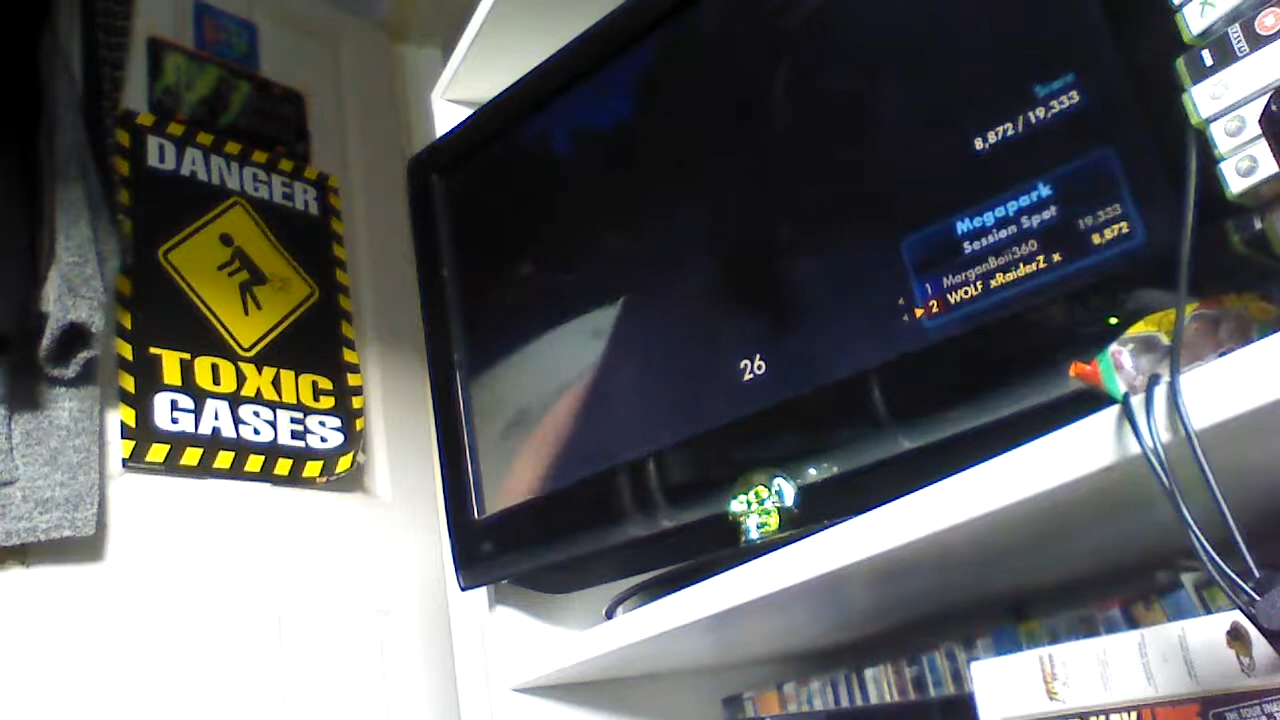 DANGER
TOXIC
GASES
Score
8,872 / 19,333
Megapark
Session Spot
1 MorganBoii360 19,333
2 WOLF xRaiderZ x 8,872
26